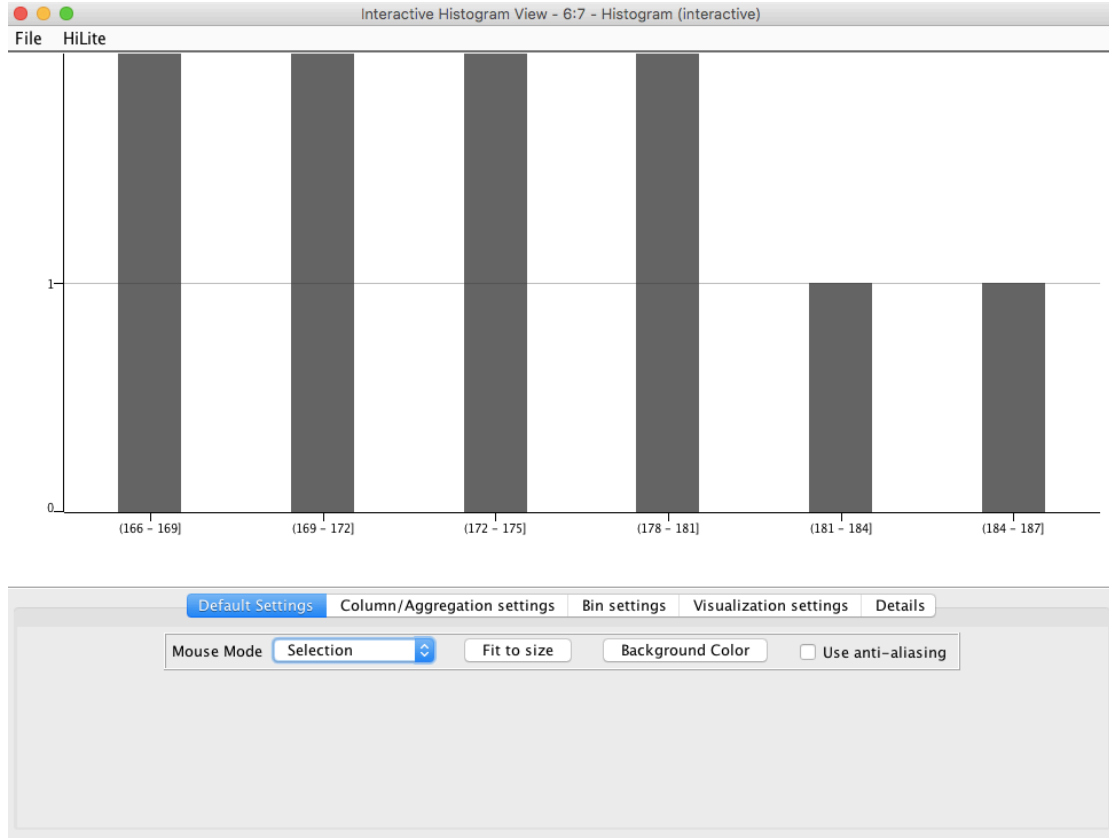 Interactive Histogram View - 6:7 - Histogram (interactive)
File HiLite
1
0
(166 – 169] (169 – 172] (172 – 175] (178 – 181] (181 – 184] (184 – 187]
Default Settings Column/Aggregation settings Bin settings Visualization settings Details
Mouse Mode Selection Fit to size Background Color Use anti-aliasing